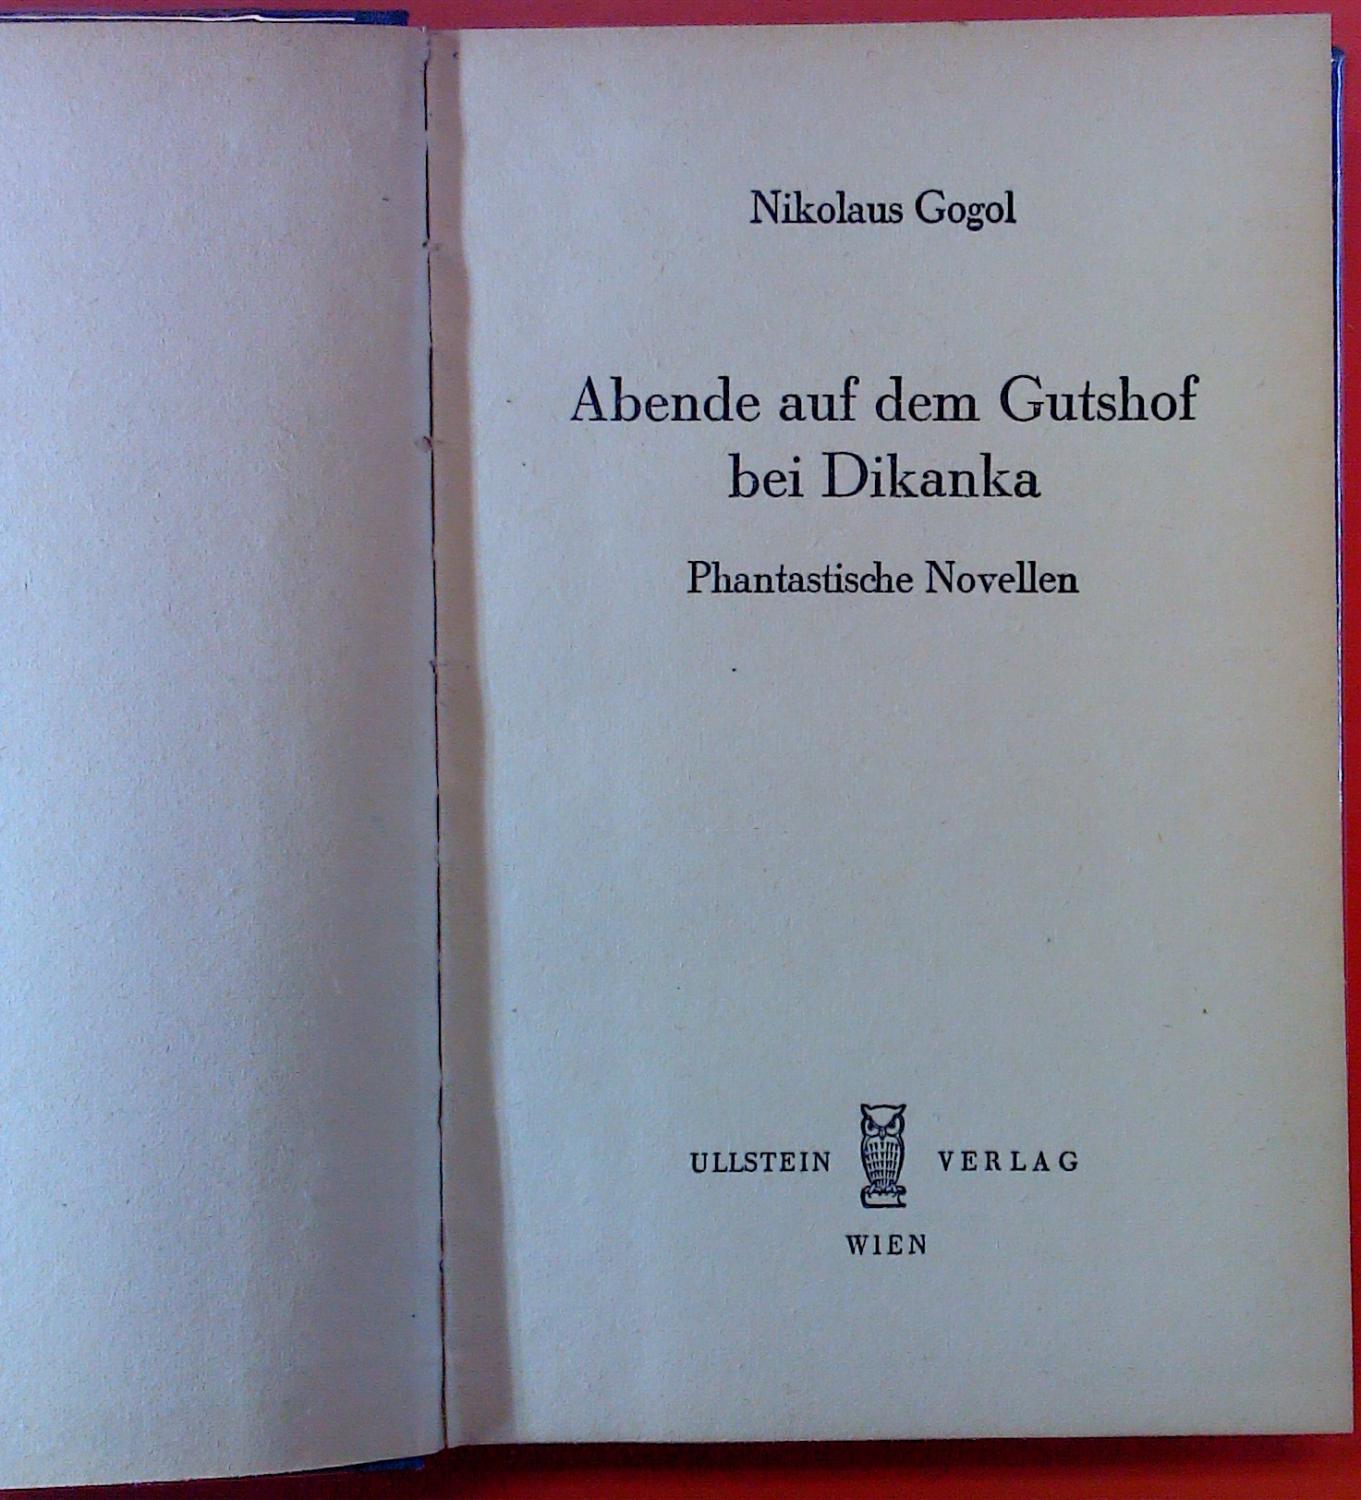 Nikolaus Gogol
Abende auf dem Gutshof
bei Dikanka
Phantastische Novellen
ULLSTEIN VERLAG
WIEN